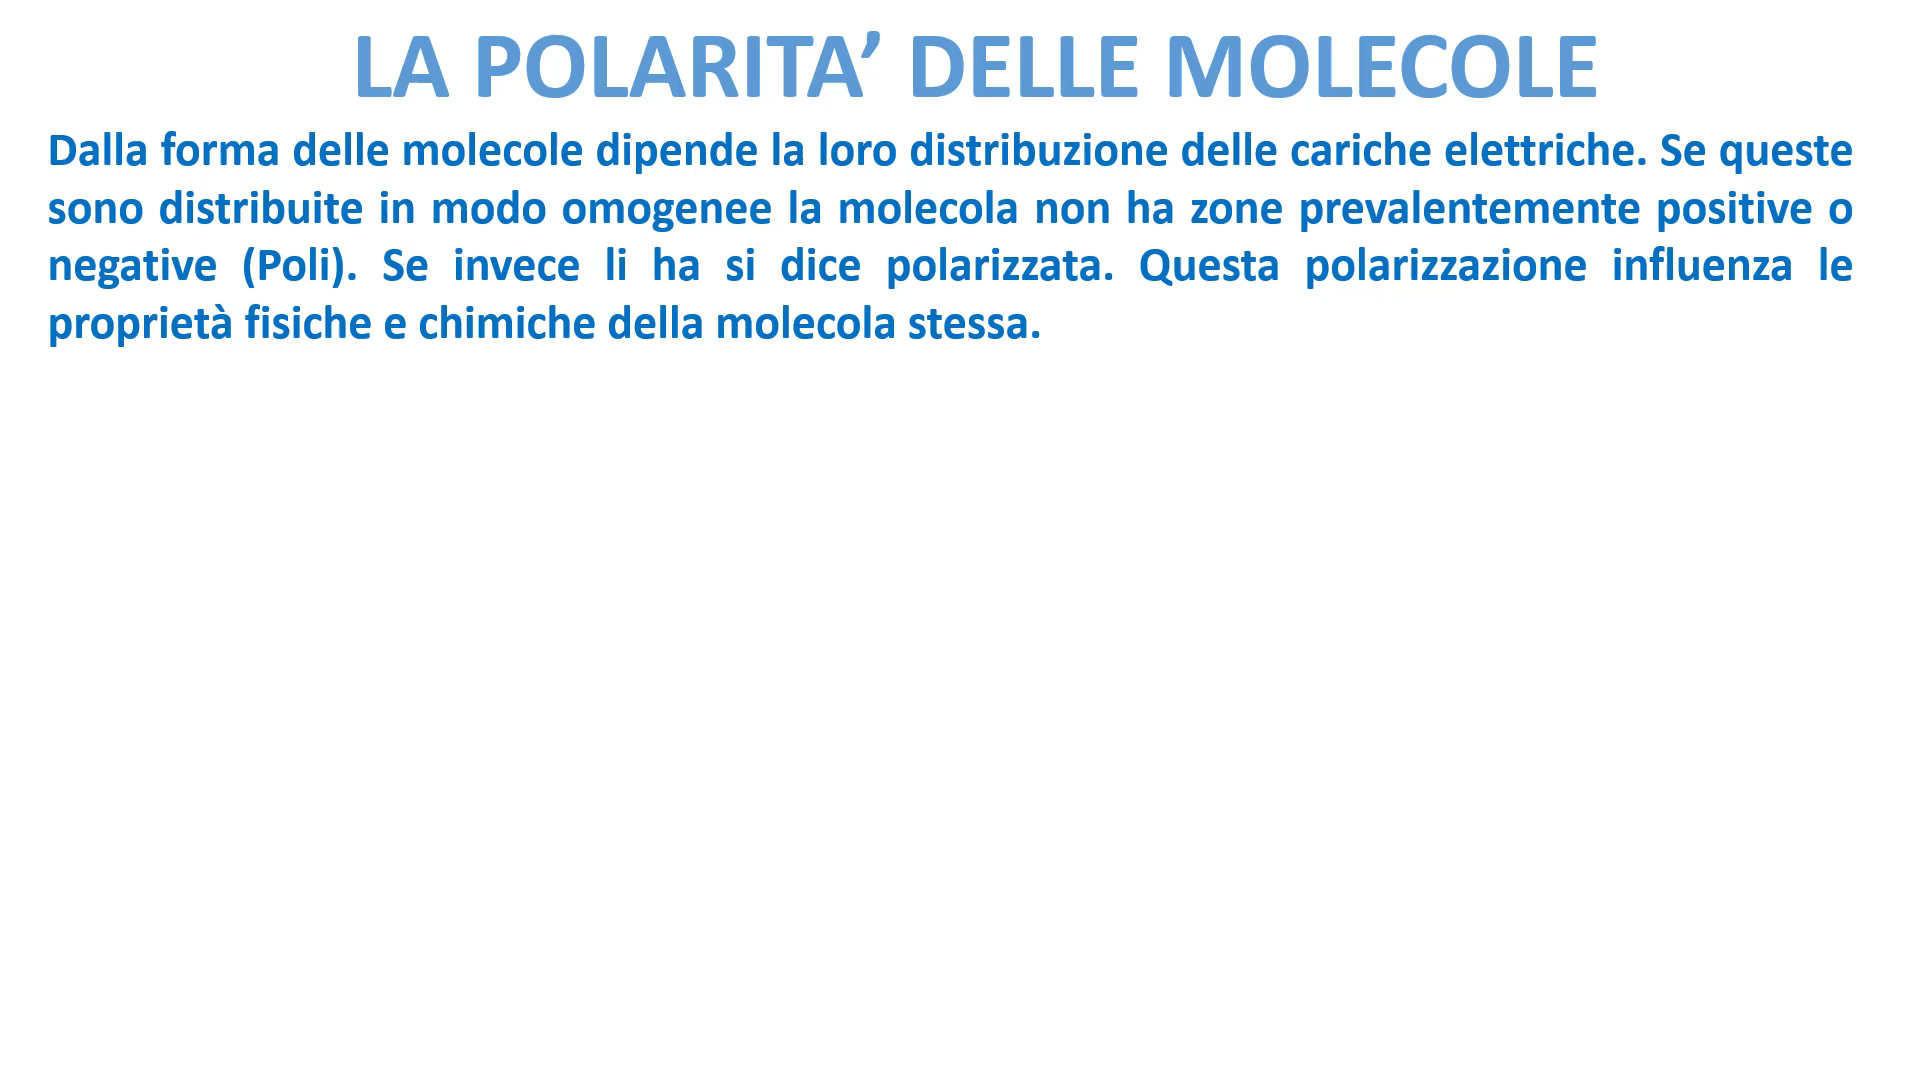 LA POLARITA’ DELLE MOLECOLE
Dalla forma delle molecole dipende la loro distribuzione delle cariche elettriche. Se queste
sono distribuite in modo omogenee la molecola non ha zone prevalentemente positive o
negative (Poli). Se invece li ha si dice polarizzata. Questa polarizzazione influenza le
proprietà fisiche e chimiche della molecola stessa.